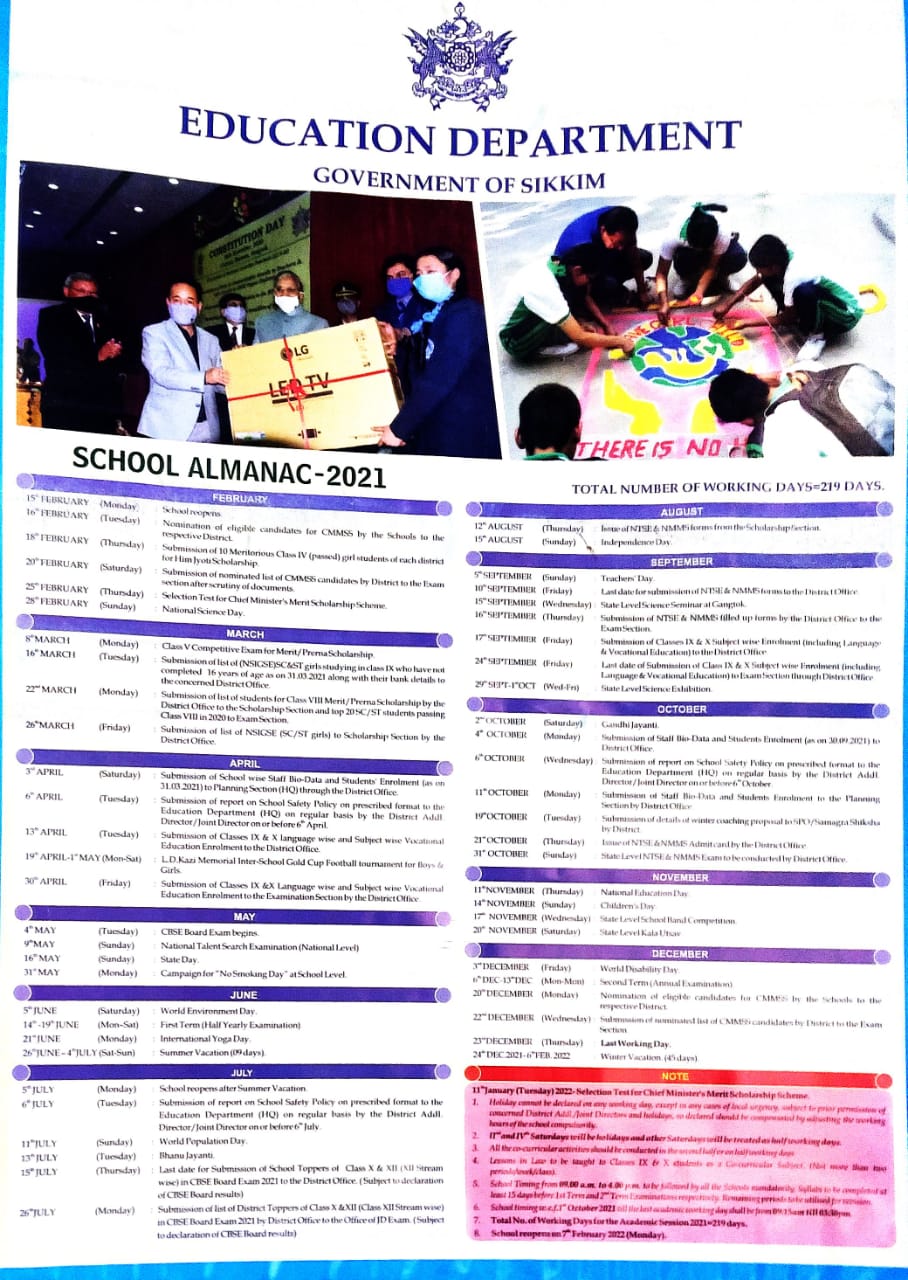 EDUCATION DEPARTMENT
GOVERNMENT OF SIKKIM
CONSTITUTION DAY
LG
LED TV
THERE IS NO
SCHOOL ALMANAC-2021
TOTAL NUMBER OF WORKING DAYS=219 DAYS.
FEBRUARY
15th FEBRUARY (Monday) : School reopens.
16th FEBRUARY (Tuesday) : Nomination of eligible candidates for CMMSS by the Schools to the
respective District.
18th FEBRUARY (Thursday) : Submission of 10 Meritorious Class IV (passed) girl students of each district
for Him Jyoti Scholarship.
20th FEBRUARY (Saturday) : Submission of nominated list of CMMSS candidates by District to the Exam
section after scrutiny of documents.
25th FEBRUARY (Thursday) : Selection Test for Chief Minister's Merit Scholarship Scheme.
28th FEBRUARY (Sunday) : National Science Day.
MARCH
8th MARCH (Monday) : Class V Competitive Exam for Merit/Prerna Scholarship.
16th MARCH (Tuesday) : Submission of list of (NSIGSE)SC&ST girls studying in class IX who have not
completed 16 years of age as on 31.03.2021 along with their bank details to
the concerned District Office.
22nd MARCH (Monday) : Submission of list of students for Class VIII Merit/Prerna Scholarship by the
District Office to the Scholarship Section and top 20 SC/ST students passing
Class VIII in 2020 to Exam Section.
26th MARCH (Friday) : Submission of list of NSIGSE (SC/ST girls) to Scholarship Section by the
District Office.
APRIL
3rd APRIL (Saturday) : Submission of School wise Staff Bio-Data and Students' Enrolment (as on
31.03.2021) to Planning Section (HQ) through the District Office.
6th APRIL (Tuesday) : Submission of report on School Safety Policy on prescribed format to the
Education Department (HQ) on regular basis by the District Addl.
Director/Joint Director on or before 6th April.
13th APRIL (Tuesday) : Submission of Classes IX & X language wise and Subject wise Vocational
Education Enrolment to the District Office.
19th APRIL-1st MAY (Mon-Sat) : L.D.Kazi Memorial Inter-School Gold Cup Football tournament for Boys &
Girls.
30th APRIL (Friday) : Submission of Classes IX &X Language wise and Subject wise Vocational
Education Enrolment to the Examination Section by the District Office.
MAY
4th MAY (Tuesday) : CBSE Board Exam begins.
9th MAY (Sunday) : National Talent Search Examination (National Level)
16th MAY (Sunday) : State Day.
31st MAY (Monday) : Campaign for "No Smoking Day" at School Level.
JUNE
5th JUNE (Saturday) : World Environment Day.
14th -19th JUNE (Mon-Sat) : First Term (Half Yearly Examination)
21st JUNE (Monday) : International Yoga Day.
26th JUNE - 4th JULY (Sat-Sun) : Summer Vacation (09 days).
JULY
5th JULY (Monday) : School reopens after Summer Vacation.
6th JULY (Tuesday) : Submission of report on School Safety Policy on prescribed format to the
Education Department (HQ) on regular basis by the District Addl.
Director/Joint Director on or before 6th July.
11th JULY (Sunday) : World Population Day.
13th JULY (Tuesday) : Bhanu Jayanti.
15th JULY (Thursday) : Last date for Submission of School Toppers of Class X & XII (XII Stream
wise) in CBSE Board Exam 2021 to the District Office. (Subject to declaration
of CBSE Board results)
26th JULY (Monday) : Submission of list of District Toppers of Class X &XII (Class XII Stream wise)
in CBSE Board Exam 2021 by District Office to the Office of JD Exam. (Subject
to declaration of CBSE Board results)
AUGUST
12th AUGUST (Thursday) : Issue of NTSE & NMMS forms from the Scholarship Section.
15th AUGUST (Sunday) : Independence Day.
SEPTEMBER
5th SEPTEMBER (Sunday) : Teachers' Day.
10th SEPTEMBER (Friday) : Last date for submission of NTSE & NMMS forms to the District Office.
15th SEPTEMBER (Wednesday) : State Level Science Seminar at Gangtok.
16th SEPTEMBER (Thursday) : Submission of NTSE & NMMS filled up forms by the District Office to the
Exam Section.
17th SEPTEMBER (Friday) : Submission of Classes IX & X Subject wise Enrolment (including Language
& Vocational Education) to the District Office
24th SEPTEMBER (Friday) : Last date of Submission of Class IX & X Subject wise Enrolment (including
Language & Vocational Education) to Exam Section through District Office
29th SEPT-1st OCT (Wed-Fri) : State Level Science Exhibition.
OCTOBER
2nd OCTOBER (Saturday) : Gandhi Jayanti.
4th OCTOBER (Monday) : Submission of Staff Bio-Data and Students Enrolment (as on 30.09.2021) to
District Office.
6th OCTOBER (Wednesday) : Submission of report on School Safety Policy on prescribed format to the
Education Department (HQ) on regular basis by the District Addl.
Director/Joint Director on or before 6th October.
11th OCTOBER (Monday) : Submission of Staff Bio-Data and Students Enrolment to the Planning
Section by District Office
19th OCTOBER (Tuesday) : Submission of details of winter coaching proposal to SPO/Samagra Shiksha
by District.
21st OCTOBER (Thursday) : Issue of NTSE & NMMS Admit card by the District Office
31st OCTOBER (Sunday) : State Level NTSE & NMMS Exam to be conducted by District Office.
NOVEMBER
11th NOVEMBER (Thursday) : National Education Day.
14th NOVEMBER (Sunday) : Children's Day.
17th NOVEMBER (Wednesday) : State Level School Band Competition.
20th NOVEMBER (Saturday) : State Level Kala Utsav
DECEMBER
3rd DECEMBER (Friday) : World Disability Day.
6th DEC-13th DEC (Mon-Mon) : Second Term (Annual Examination)
20th DECEMBER (Monday) : Nomination of eligible candidates for CMMSS by the Schools to the
respective District.
22nd DECEMBER (Wednesday) : Submission of nominated list of CMMSS candidates by District to the Exam
Section
23rd DECEMBER (Thursday) : Last Working Day.
24th DEC 2021-6th FEB. 2022 : Winter Vacation. (45 days)
NOTE
11th January (Tuesday) 2022- Selection Test for Chief Minister's Merit Scholarship Scheme.
1. Holiday cannot be declared on any working day, except in any cases of local urgency, subject to prior permission of
concerned District Addl./Joint Directors and holidays, so declared should be compensated by adjusting the working
hours of the school compulsorily.
2. IInd and IVth Saturdays will be holidays and other Saturdays will be treated as half working days.
3. All the co-curricular activities should be conducted in the second half or on half working days
4. Lessons in Law to be taught to Classes IX & X students as a Co-curricular Subject. (Not more than two
periods/week/class).
5. School Timing from 09.00 a.m. to 4.00 p.m. to be followed by all the Schools mandatorily. Syllabi to be completed at
least 15 days before 1st Term and 2nd Term Examinations respectively. Remaining periods to be utilised for revision.
6. School timing w.e.f.1st October 2021 till the last academic working day shall be from 09:15am till 03:30pm.
7. Total No. of Working Days for the Academic Session 2021=219 days.
8. School reopens on 7th February 2022 (Monday).